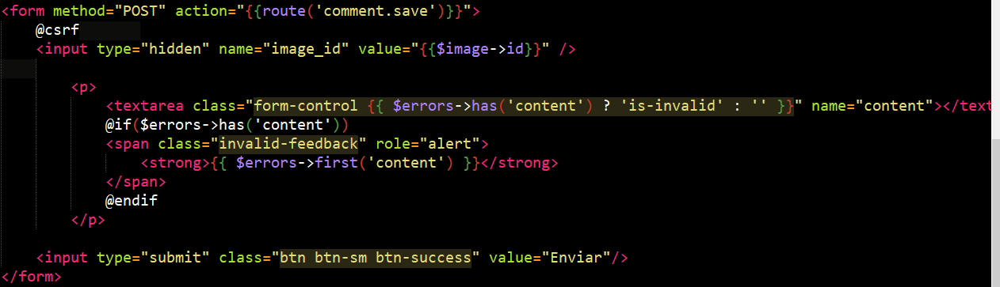 <form method="POST" action="{{route('comment.save')}}">
@csrf
<input type="hidden" name="image_id" value="{{$image->id}}" />
<p>
<textarea class="form-control {{ $errors->has('content') ? 'is-invalid' : '' }}" name="content"></text
@if($errors->has('content'))
<span class="invalid-feedback" role="alert">
<strong>{{ $errors->first('content') }}</strong>
</span>
@endif
</p>
<input type="submit" class="btn btn-sm btn-success" value="Enviar"/>
</form>